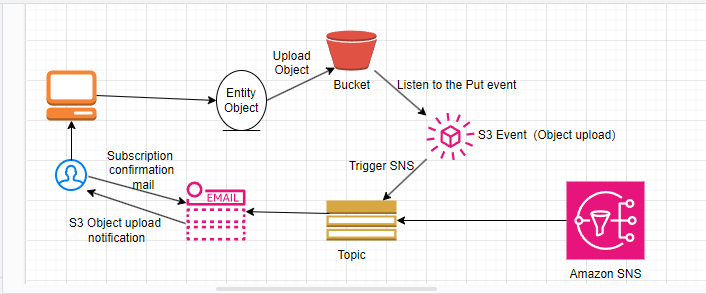 Upload
Object
Bucket
Listen to the Put event
Entity
Object
S3 Event（Object upload）
Subscription
confirmation
mail
Trigger SNS
EMAIL
S3 Object upload
notification
Topic
Amazon SNS